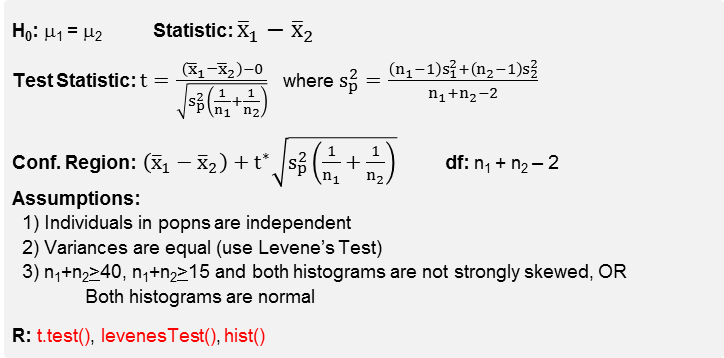 H₀: μ₁ = μ₂ Statistic: x̅₁ − x̅₂
Test Statistic: t = ((x̅₁−x̅₂)−0)/√(s²ₚ(1/n₁+1/n₂)) where s²ₚ = ((n₁−1)s₁²+(n₂−1)s₂²)/(n₁+n₂−2)
Conf. Region: (x̅₁ − x̅₂) + t* √(s²ₚ(1/n₁ + 1/n₂)) df: n₁ + n₂ – 2
Assumptions:
1) Individuals in popns are independent
2) Variances are equal (use Levene's Test)
3) n₁+n₂≥40, n₁+n₂≥15 and both histograms are not strongly skewed, OR
Both histograms are normal
R: t.test(), levenesTest(), hist()